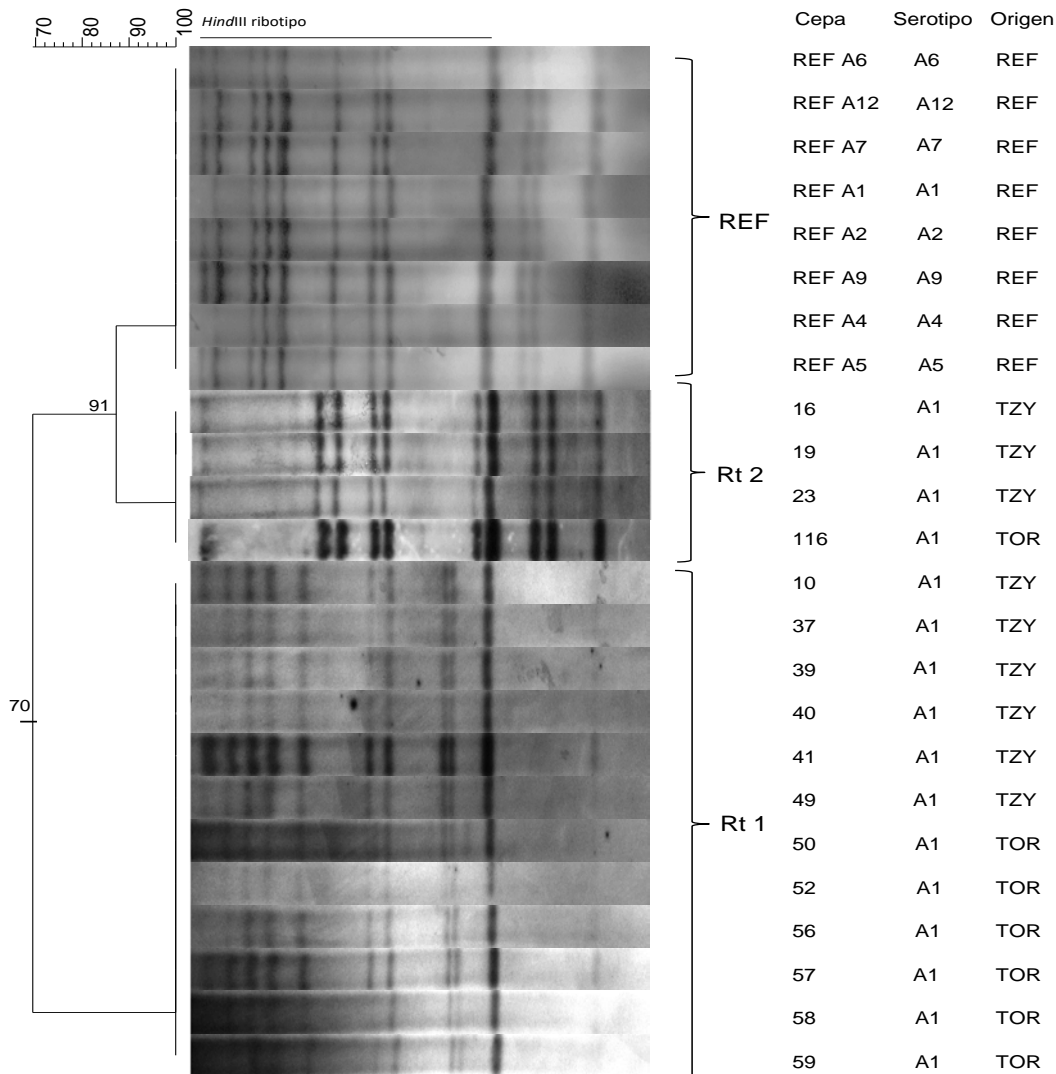 70 80 90 100 HindIII ribotipo Cepa Serotipo Origen
REF A6 A6 REF
REF A12 A12 REF
REF A7 A7 REF
REF A1 A1 REF
REF
REF A2 A2 REF
REF A9 A9 REF
REF A4 A4 REF
REF A5 A5 REF
91
16 A1 TZY
19 A1 TZY
Rt 2
23 A1 TZY
116 A1 TOR
10 A1 TZY
37 A1 TZY
39 A1 TZY
70
40 A1 TZY
41 A1 TZY
49 A1 TZY
Rt 1
50 A1 TOR
52 A1 TOR
56 A1 TOR
57 A1 TOR
58 A1 TOR
59 A1 TOR